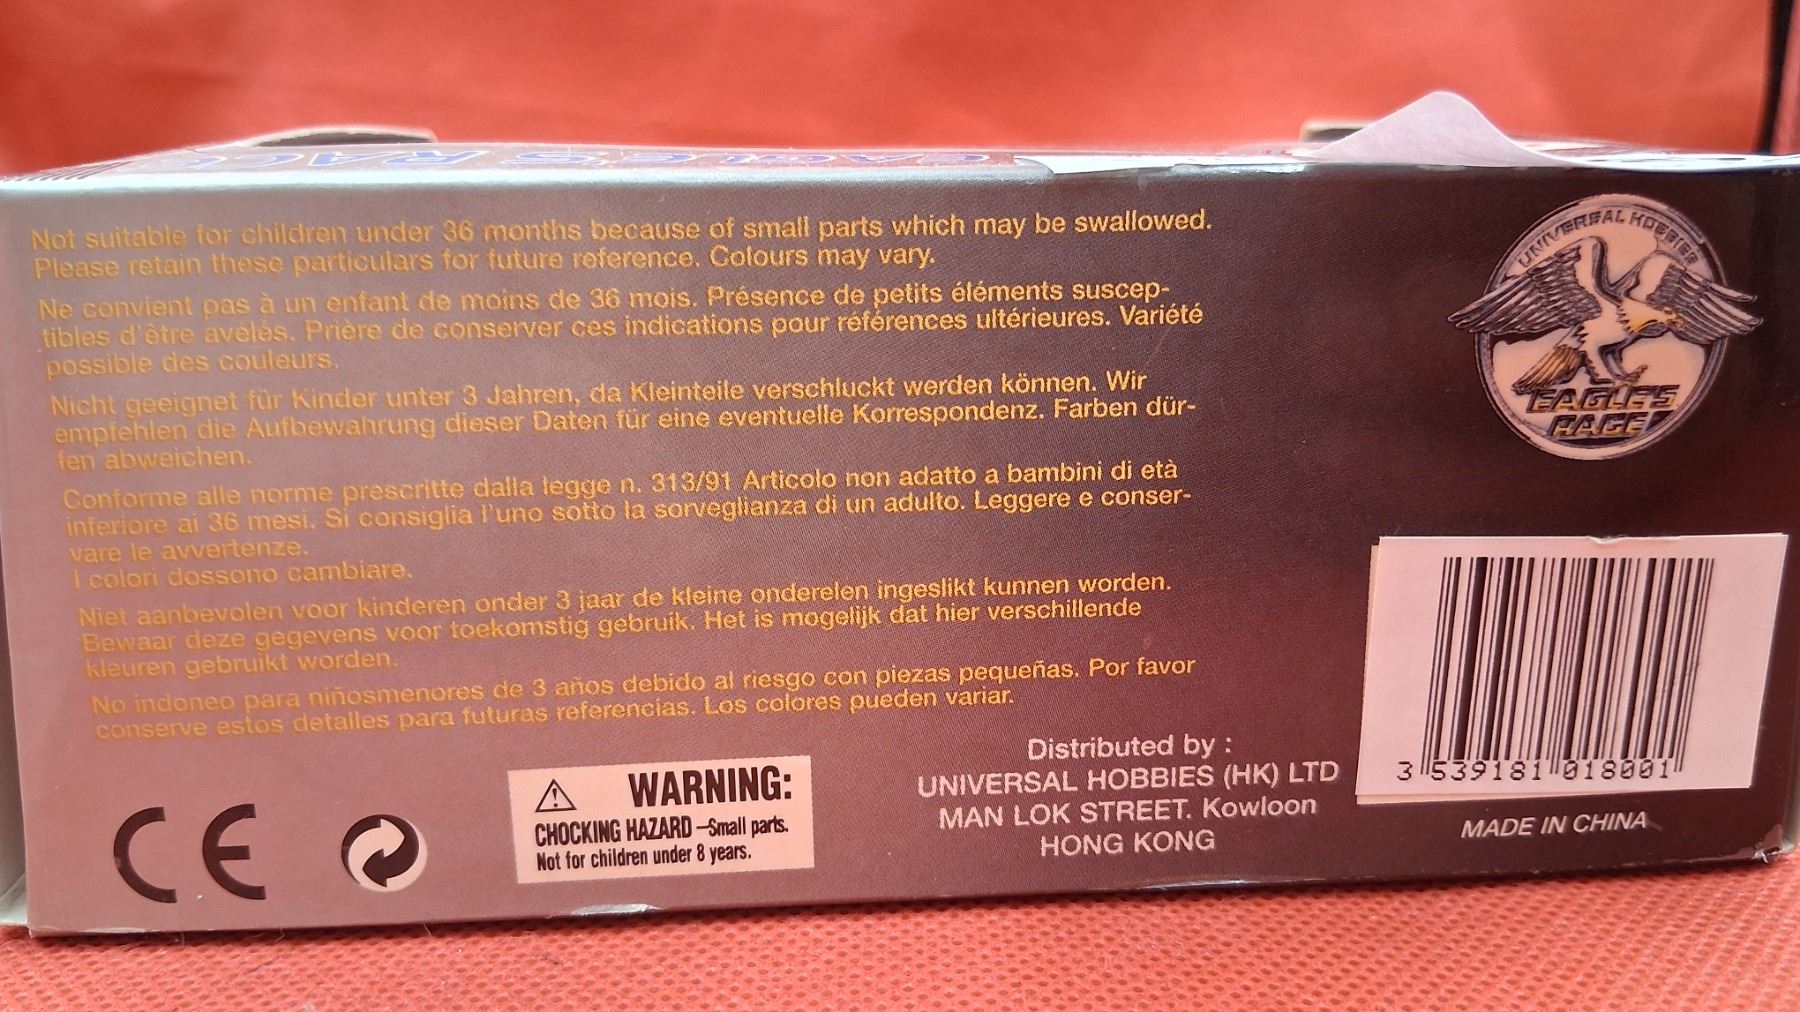 EAGLE'S RACE
Not suitable for children under 36 months because of small parts which may be swallowed.
Please retain these particulars for future reference. Colours may vary.
Ne convient pas à un enfant de moins de 36 mois. Présence de petits éléments suscep-
tibles d'être avelés. Prière de conserver ces indications pour références ultérieures. Variété
possible des couleurs.
Nicht geeignet für Kinder unter 3 Jahren, da Kleinteile verschluckt werden können. Wir
empfehlen die Aufbewahrung dieser Daten für eine eventuelle Korrespondenz. Farben dür-
fen abweichen.
Conforme alle norme prescritte dalla legge n. 313/91 Articolo non adatto a bambini di età
inferiore ai 36 mesi. Si consiglia l'uno sotto la sorveglianza di un adulto. Leggere e conser-
vare le avvertenze.
I colori dossono cambiare.
Niet aanbevolen voor kinderen onder 3 jaar de kleine onderelen ingeslikt kunnen worden.
Bewaar deze gegevens voor toekomstig gebruik. Het is mogelijk dat hier verschillende
kleuren gebruikt worden.
No indoneo para niñosmenores de 3 años debido al riesgo con piezas pequeñas. Por favor
conserve estos detalles para futuras referencias. Los colores pueden variar.
UNIVERSAL HOBBIES
EAGLE'S
RACE
CE
WARNING:
CHOCKING HAZARD-Small parts.
Not for children under 8 years.
Distributed by :
UNIVERSAL HOBBIES (HK) LTD
MAN LOK STREET. Kowloon
HONG KONG
3 539181 018001
MADE IN CHINA